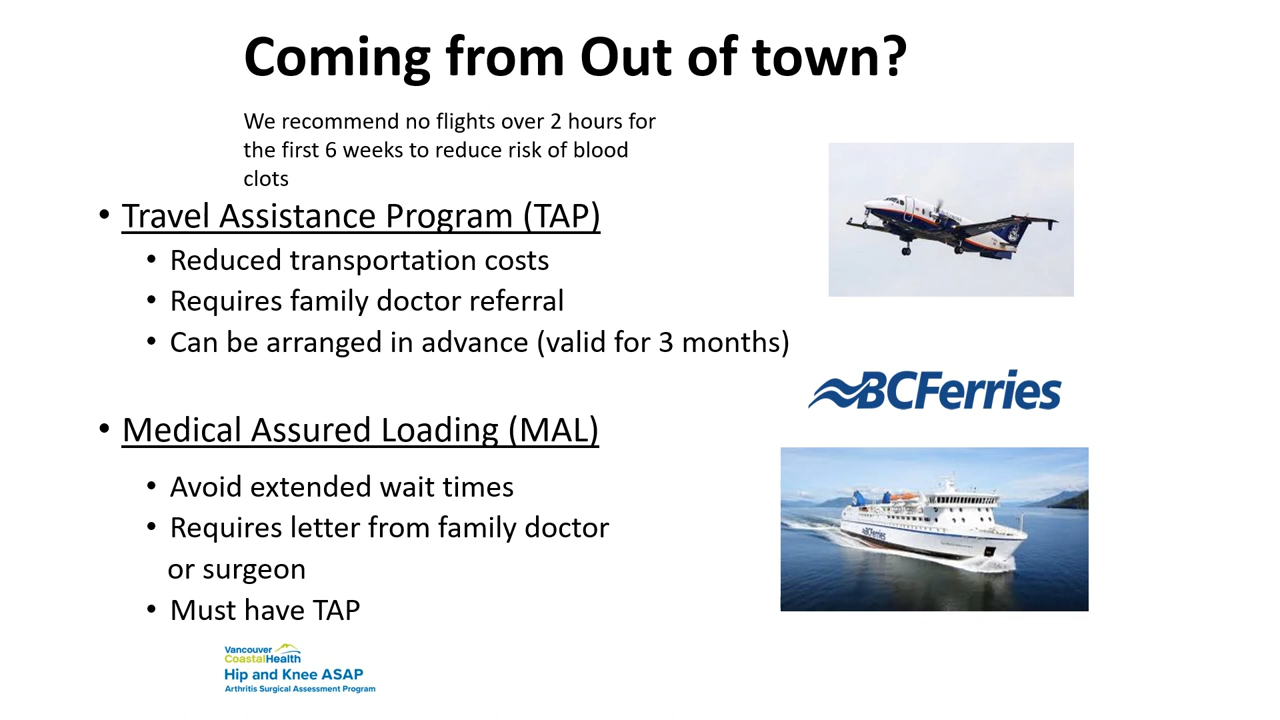 Coming from Out of town?
We recommend no flights over 2 hours for
the first 6 weeks to reduce risk of blood
clots
• Travel Assistance Program (TAP)
• Reduced transportation costs
• Requires family doctor referral
• Can be arranged in advance (valid for 3 months)
BCFerries
• Medical Assured Loading (MAL)
• Avoid extended wait times
• Requires letter from family doctor
or surgeon
• Must have TAP
BCFerries
Vancouver
CoastalHealth
Hip and Knee ASAP
Arthritis Surgical Assessment Program